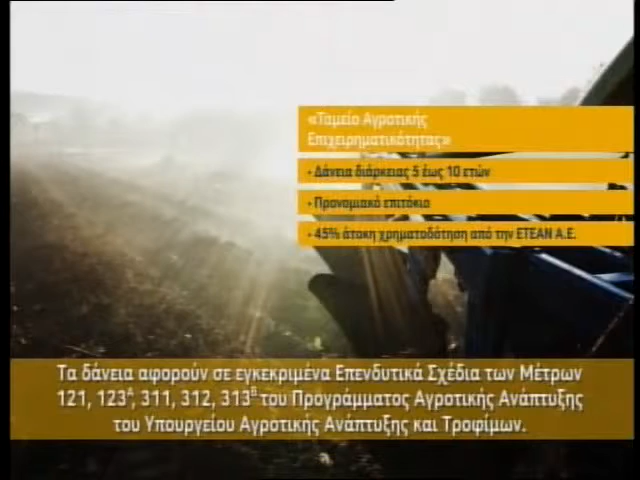 «Ταμείο Αγροτικής
Επιχειρηματικότητας»
• Δάνεια διάρκειας 5 έως 10 ετών
• Προνομιακό επιτόκιο
• 45% άτοκη χρηματοδότηση από την ΕΤΕΑΝ Α.Ε.
Τα δάνεια αφορούν σε εγκεκριμένα Επενδυτικά Σχέδια των Μέτρων
121, 123Α, 311, 312, 313Β του Προγράμματος Αγροτικής Ανάπτυξης
του Υπουργείου Αγροτικής Ανάπτυξης και Τροφίμων.